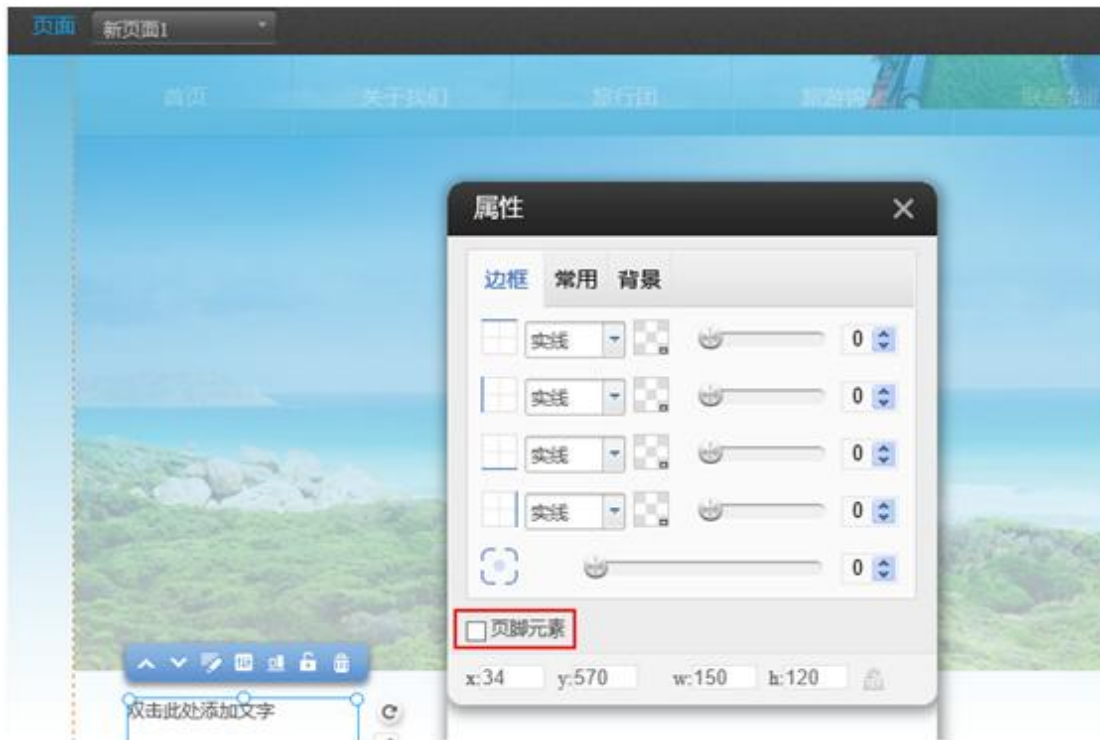 页面 新页面1
首页 关于我们 旅行团
属性
边框 常用 背景
实线 0
实线 0
实线 0
实线 0
0
页脚元素
x:34 y:570 w:150 h:120
双击此处添加文字